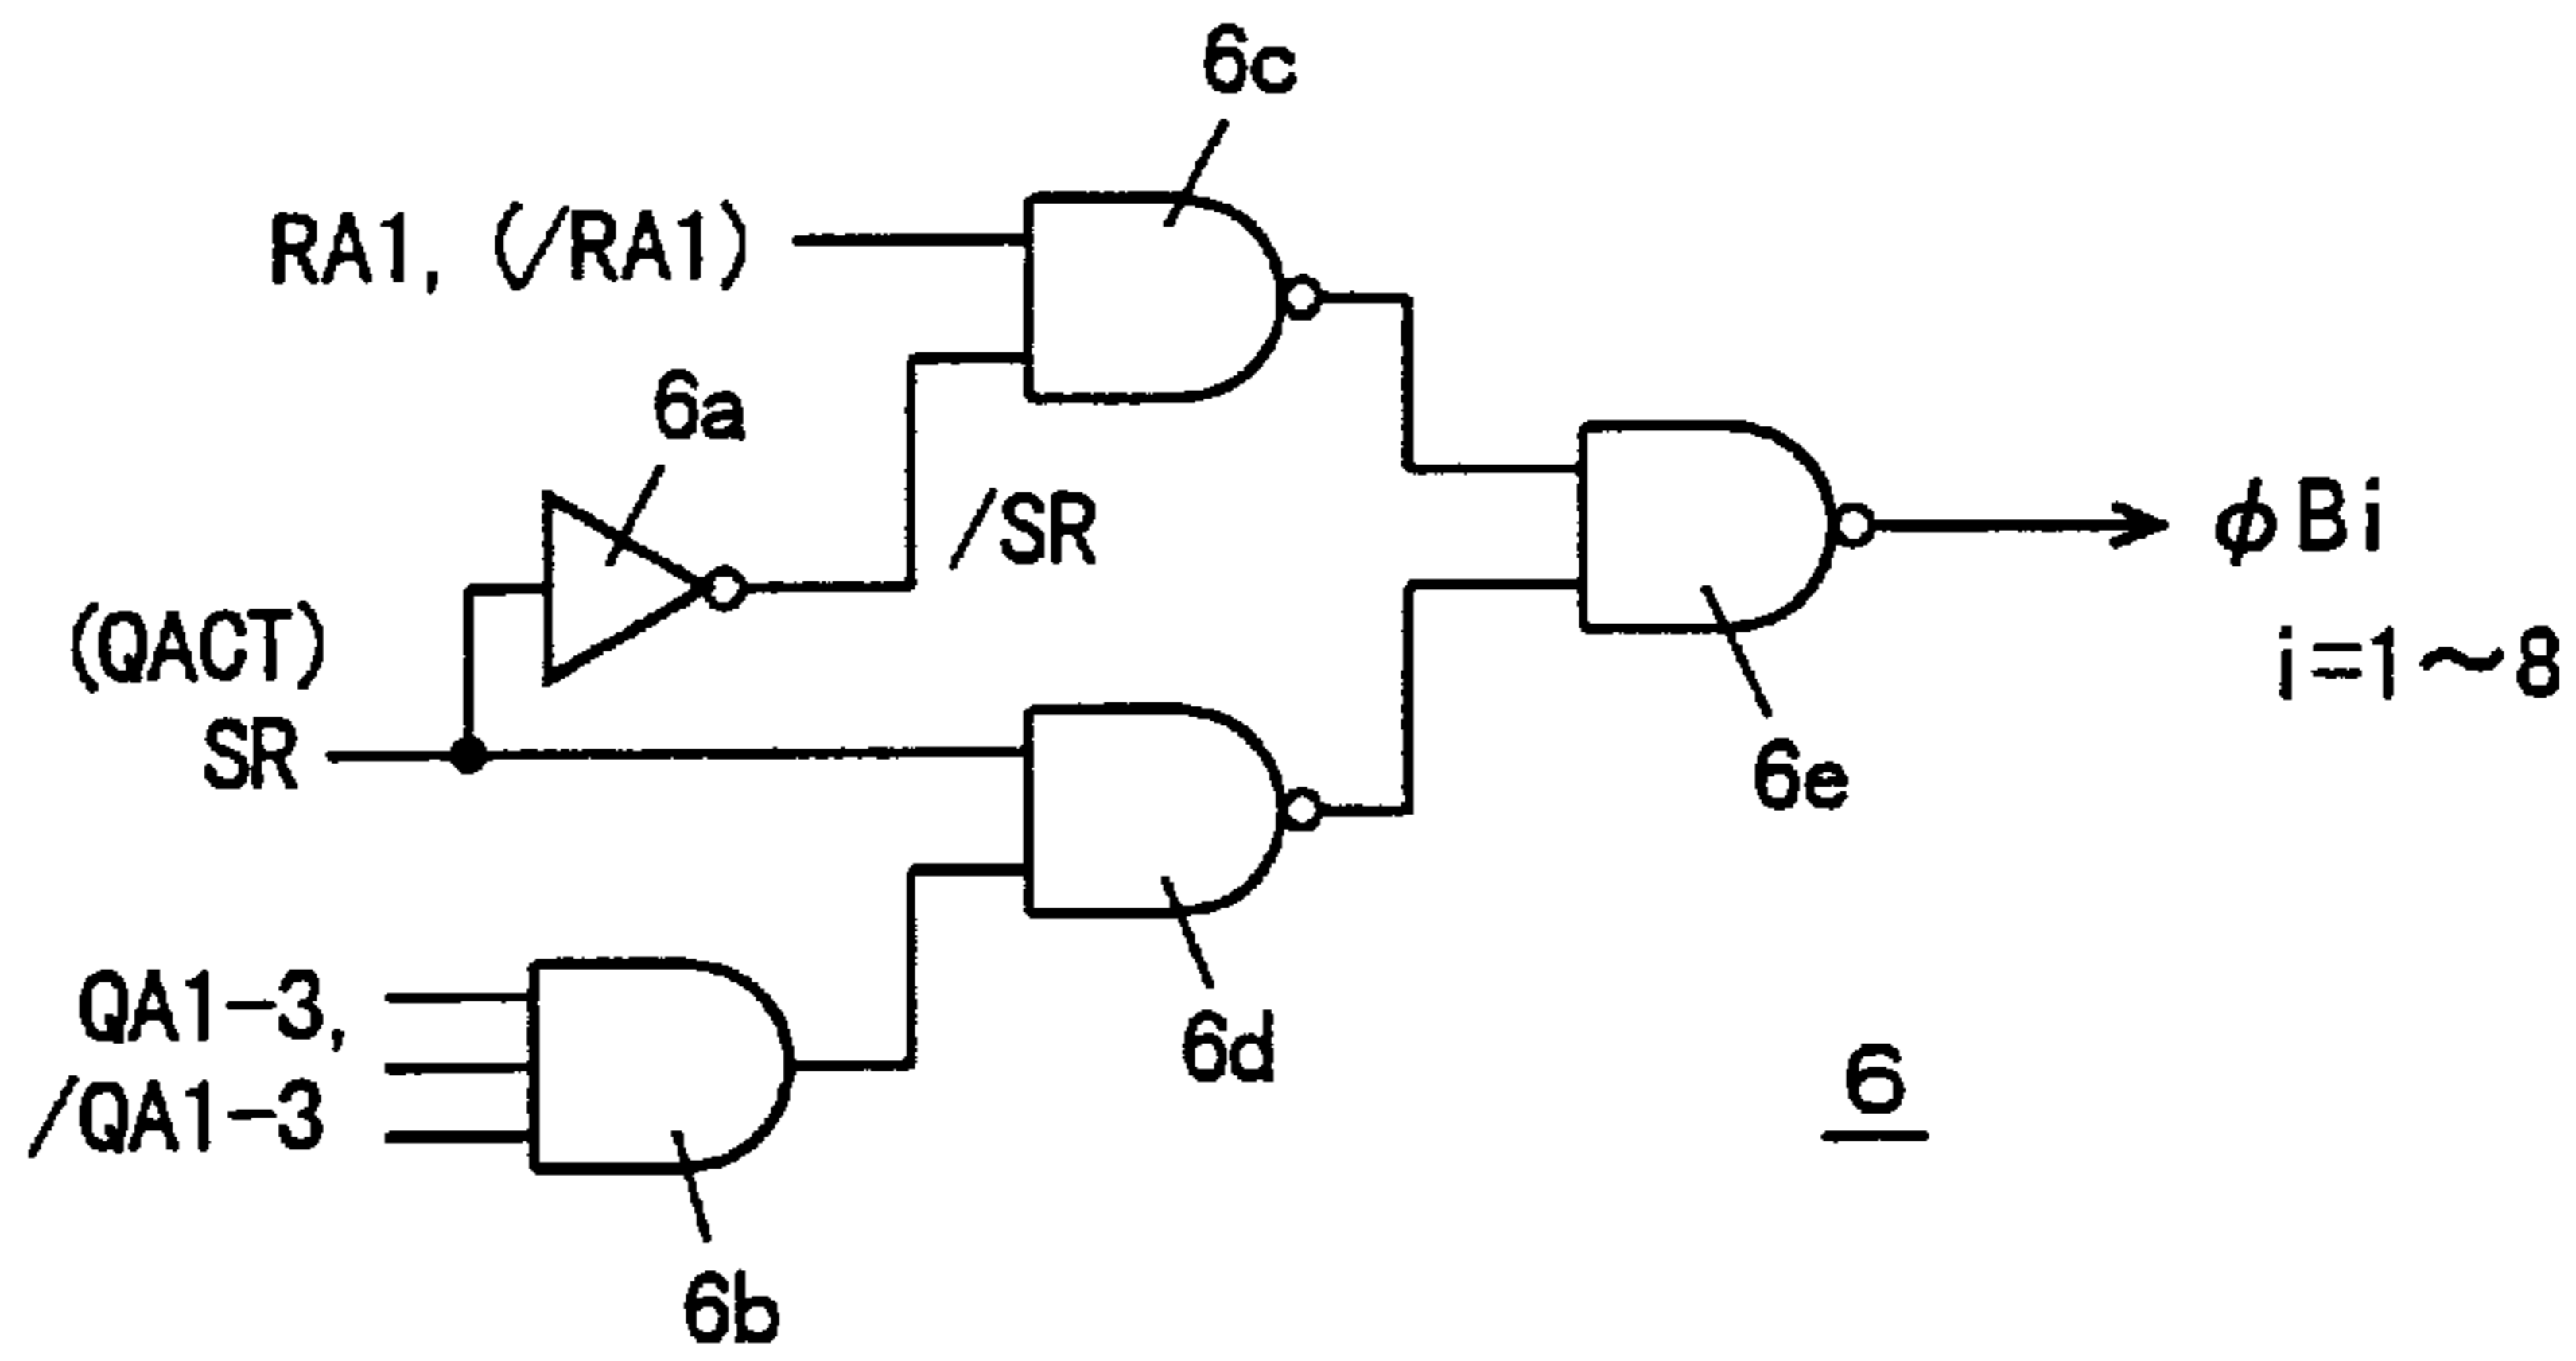 6c
RA1, (/RA1)
6a
/SR
(QACT)
SR
φBi
i=1～8
6e
QA1-3,
/QA1-3
6d
6
6b